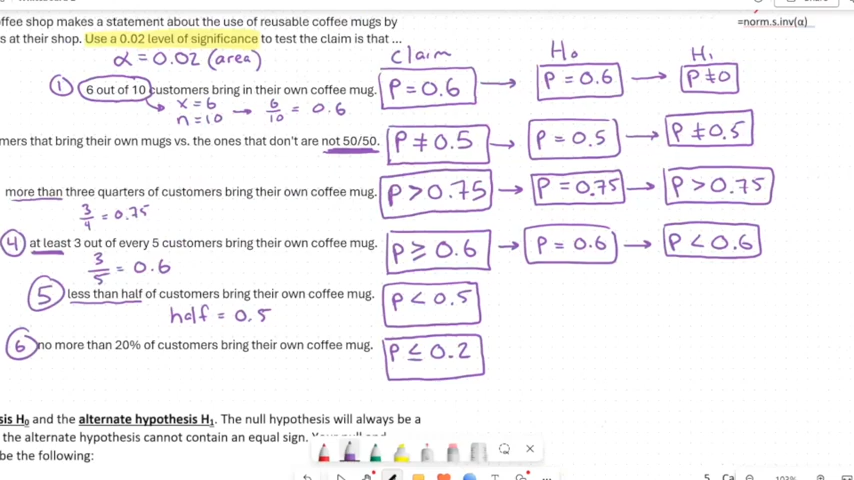 =norm.s.inv(α)
offee shop makes a statement about the use of reusable coffee mugs by
s at their shop. Use a 0.02 level of significance to test the claim is that ...
α = 0.02 (area)
Claim H₀ H₁
① 6 out of 10 customers bring in their own coffee mug. P = 0.6 → P = 0.6 → P ≠ 0
x = 6
n = 10 → 6/10 = 0.6
mers that bring their own mugs vs. the ones that don't are not 50/50. P ≠ 0.5 → P = 0.5 → P ≠ 0.5
more than three quarters of customers bring their own coffee mug. P > 0.75 → P = 0.75 → P > 0.75
3/4 = 0.75
④ at least 3 out of every 5 customers bring their own coffee mug. P ≥ 0.6 → P = 0.6 → P < 0.6
3/5 = 0.6
⑤ less than half of customers bring their own coffee mug. P < 0.5
half = 0.5
⑥ no more than 20% of customers bring their own coffee mug. P ≤ 0.2
sis H₀ and the alternate hypothesis H₁. The null hypothesis will always be a
the alternate hypothesis cannot contain an equal sign.
be the following: